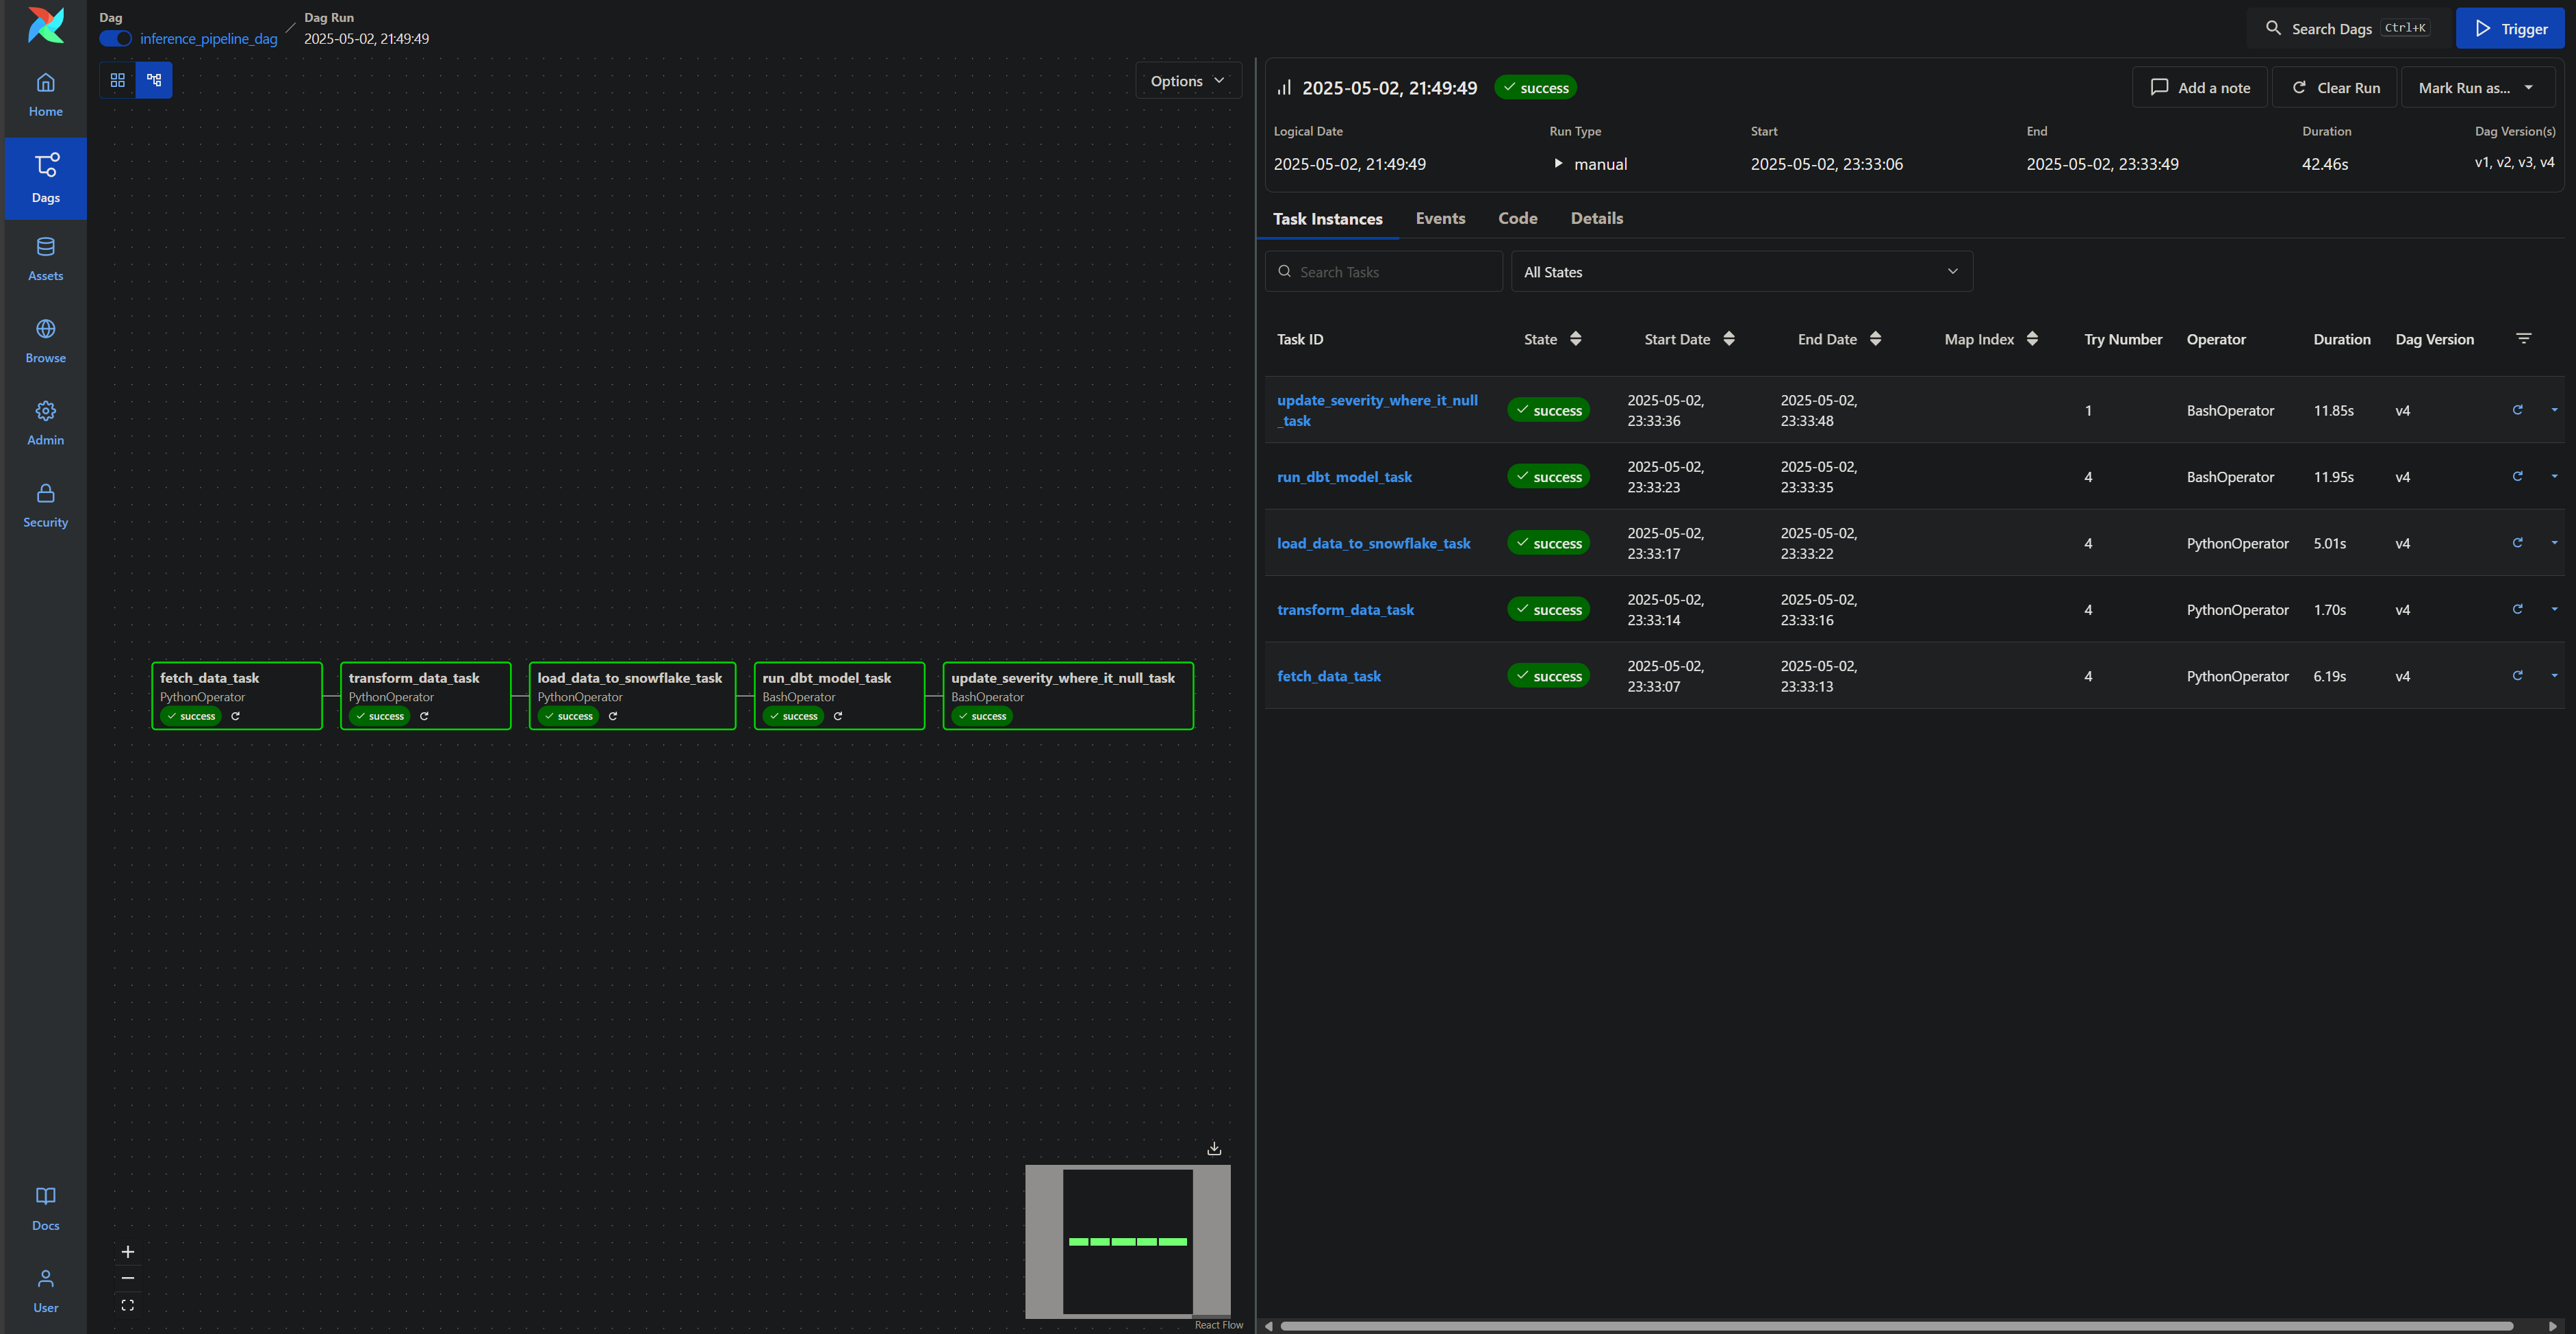 Dag
inference_pipeline_dag
Dag Run
2025-05-02, 21:49:49
Search Dags Ctrl+K
Trigger
Home
Dags
Assets
Browse
Admin
Security
Docs
User
Options
fetch_data_task
PythonOperator
success
transform_data_task
PythonOperator
success
load_data_to_snowflake_task
PythonOperator
success
run_dbt_model_task
BashOperator
success
update_severity_where_it_null_task
BashOperator
success
React Flow
2025-05-02, 21:49:49 success
Add a note
Clear Run
Mark Run as...
Logical Date Run Type Start End Duration Dag Version(s)
2025-05-02, 21:49:49 manual 2025-05-02, 23:33:06 2025-05-02, 23:33:49 42.46s v1, v2, v3, v4
Task Instances Events Code Details
Search Tasks
All States
Task ID State Start Date End Date Map Index Try Number Operator Duration Dag Version
update_severity_where_it_null
_task
success
2025-05-02,
23:33:36
2025-05-02,
23:33:48
1 BashOperator 11.85s v4
run_dbt_model_task
success
2025-05-02,
23:33:23
2025-05-02,
23:33:35
4 BashOperator 11.95s v4
load_data_to_snowflake_task
success
2025-05-02,
23:33:17
2025-05-02,
23:33:22
4 PythonOperator 5.01s v4
transform_data_task
success
2025-05-02,
23:33:14
2025-05-02,
23:33:16
4 PythonOperator 1.70s v4
fetch_data_task
success
2025-05-02,
23:33:07
2025-05-02,
23:33:13
4 PythonOperator 6.19s v4